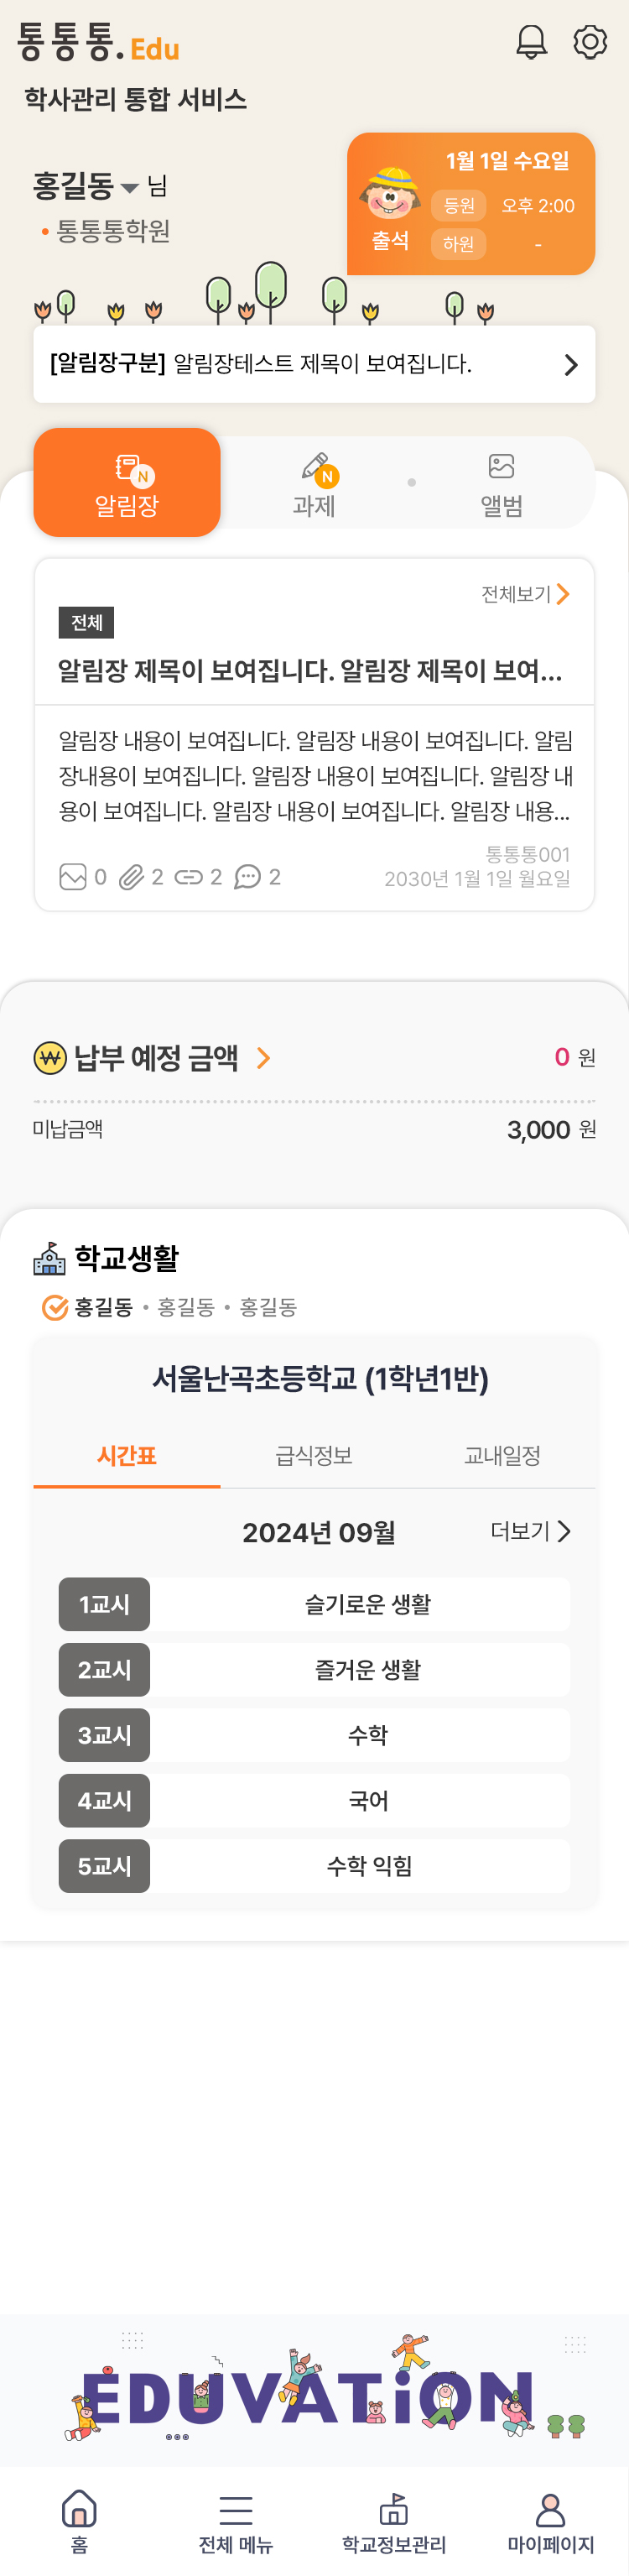 통통통.Edu
학사관리 통합 서비스
홍길동 님
• 통통통학원
1월 1일 수요일
등원 오후 2:00
출석
하원 -
[알림장구분] 알림장테스트 제목이 보여집니다.
N
N
알림장 과제 앨범
전체보기
전체
알림장 제목이 보여집니다. 알림장 제목이 보여...
알림장 내용이 보여집니다. 알림장 내용이 보여집니다. 알림
장내용이 보여집니다. 알림장 내용이 보여집니다. 알림장 내
용이 보여집니다. 알림장 내용이 보여집니다. 알림장 내용...
통통통001
0 2 2 2
2030년 1월 1일 월요일
납부 예정 금액 0 원
미납금액 3,000 원
학교생활
홍길동 • 홍길동 • 홍길동
서울난곡초등학교 (1학년1반)
시간표 급식정보 교내일정
2024년 09월 더보기
1교시 슬기로운 생활
2교시 즐거운 생활
3교시 수학
4교시 국어
5교시 수학 익힘
EDUVATiON
홈 전체 메뉴 학교정보관리 마이페이지